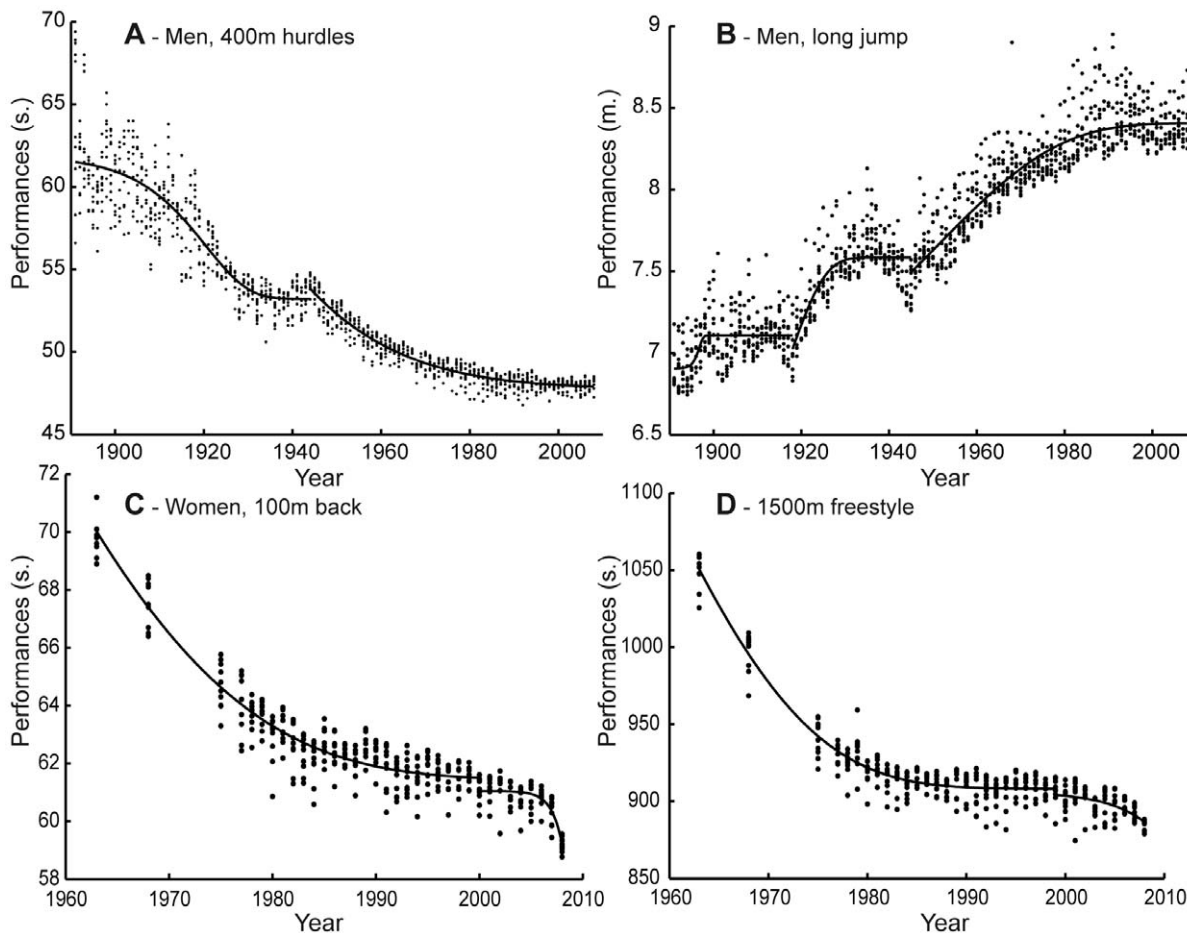 A - Men, 400m hurdles
Performances (s.)
70
65
60
55
50
45
1900 1920 1940 1960 1980 2000
Year
B - Men, long jump
Performances (m.)
9
8.5
8
7.5
7
6.5
1900 1920 1940 1960 1980 2000
Year
C - Women, 100m back
Performances (s.)
72
70
68
66
64
62
60
58
1960 1970 1980 1990 2000 2010
Year
D - 1500m freestyle
Performances (s.)
1100
1050
1000
950
900
850
1960 1970 1980 1990 2000 2010
Year